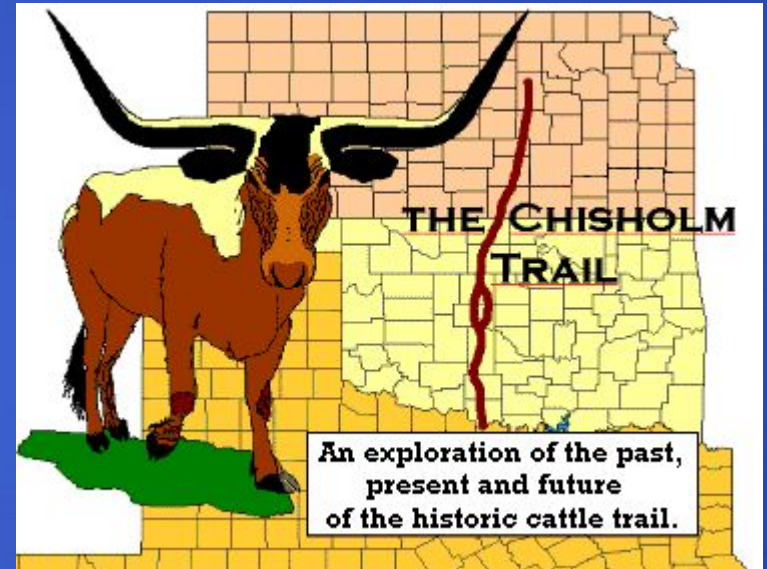 THE CHISHOLM
TRAIL
An exploration of the past,
present and future
of the historic cattle trail.